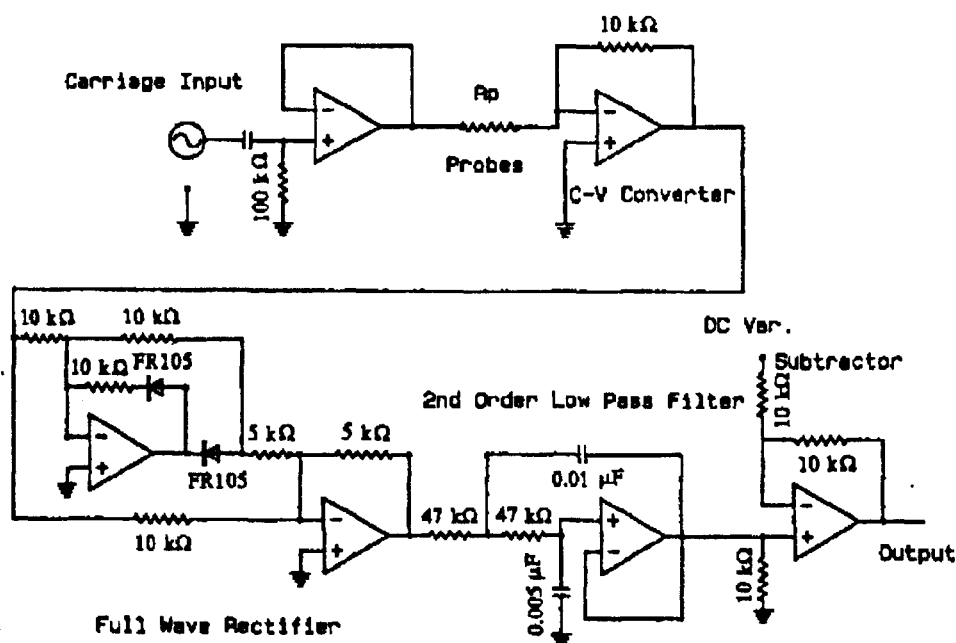 Carriage Input
100 kΩ
-
+
Rp
Probes
10 kΩ
-
+
C-V Converter
10 kΩ
10 kΩ
10 kΩ
FR105
-
+
FR105
5 kΩ
5 kΩ
10 kΩ
-
+
Full Wave Rectifier
2nd Order Low Pass Filter
47 kΩ
47 kΩ
0.01 μF
0.005 μF
+
-
DC Var.
Subtractor
10 kΩ
10 kΩ
-
+
10 kΩ
Output